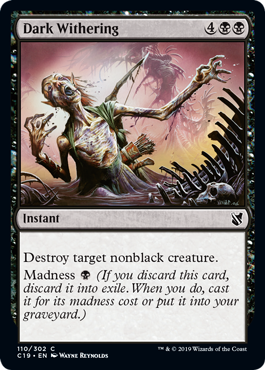 Dark Withering 4
Instant
Destroy target nonblack creature.
Madness (If you discard this card,
discard it into exile. When you do, cast
it for its madness cost or put it into your
graveyard.)
110/302 C
C19 • EN Wayne Reynolds
™ & © 2019 Wizards of the Coast